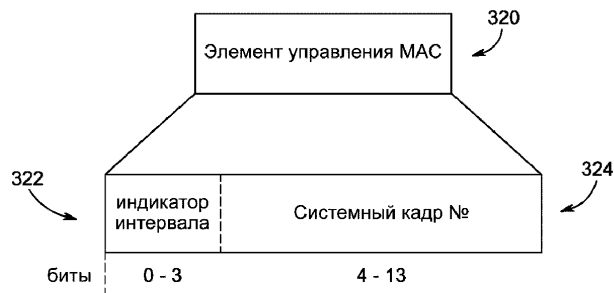 Элемент управления MAC
320
322
324
индикатор
интервала
Системный кадр №
биты
0 - 3
4 - 13